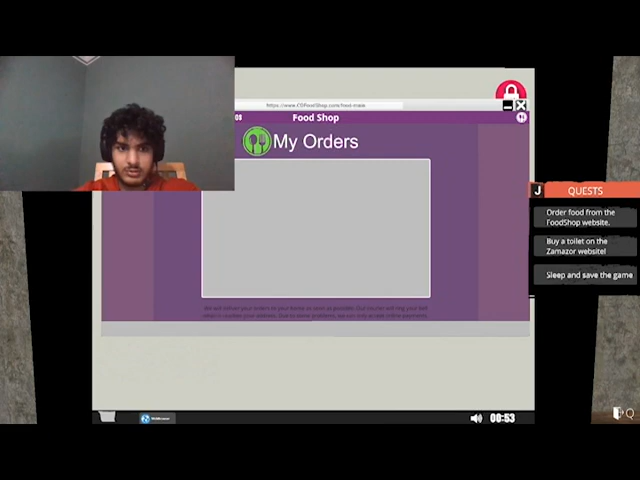 https://www.CDFoodShop.com/food-male
Food Shop
My Orders
J QUESTS
Order food from the
FoodShop website.
Buy a toilet on the
Zamazor website!
Sleep and save the game
00:53
Q